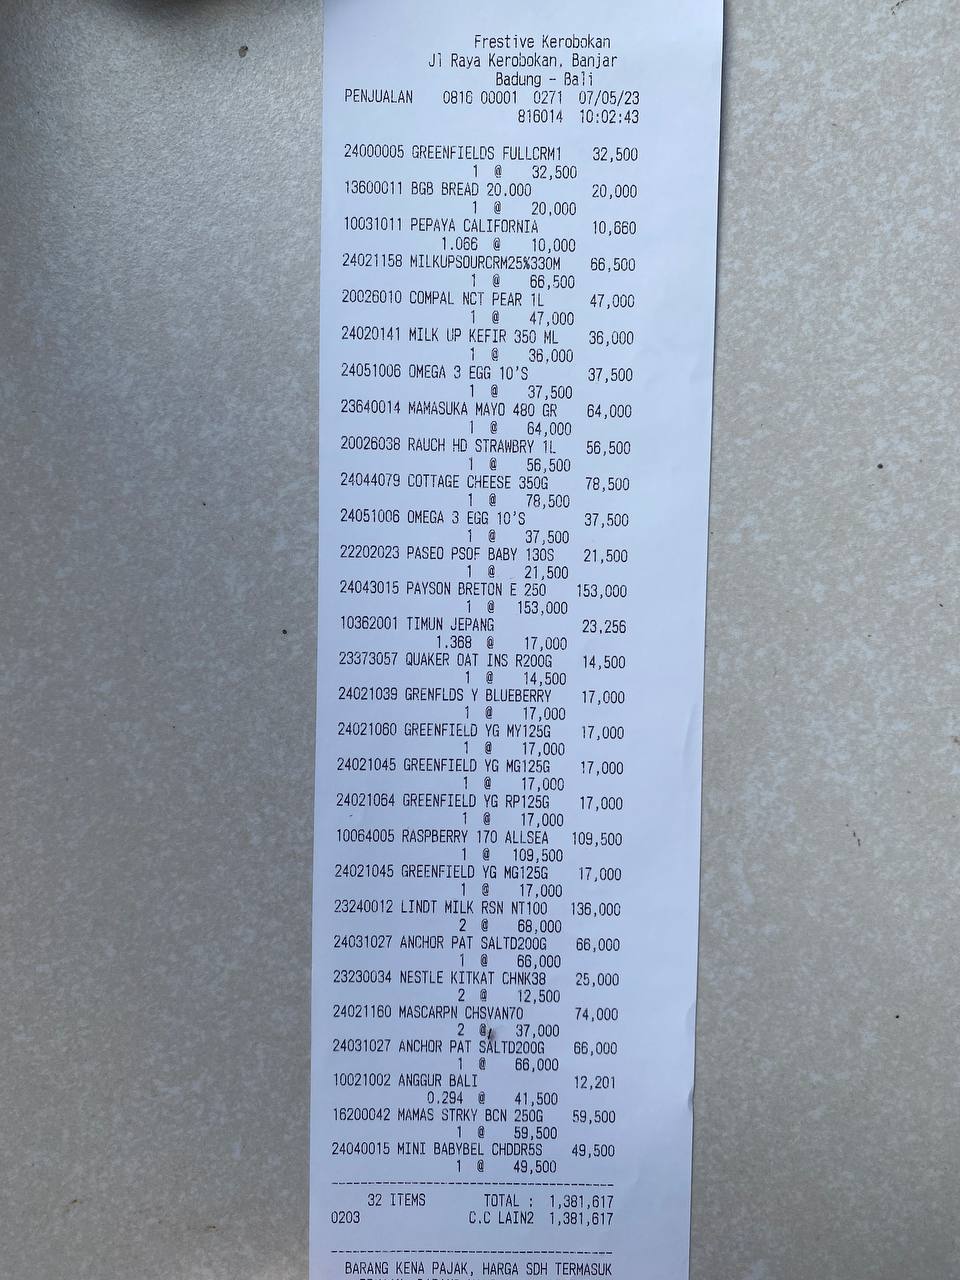 Frestive Kerobokan
Jl Raya Kerobokan, Banjar
Badung - Bali
PENJUALAN 0816 00001 0271 07/05/23
816014 10:02:43
24000005 GREENFIELDS FULLCRM1 32,500
1 @ 32,500
13600011 BGB BREAD 20.000 20,000
1 @ 20,000
10031011 PEPAYA CALIFORNIA 10,660
1.066 @ 10,000
24021158 MILKUPSOURCRM25%330M 66,500
1 @ 66,500
20026010 COMPAL NCT PEAR 1L 47,000
1 @ 47,000
24020141 MILK UP KEFIR 350 ML 36,000
1 @ 36,000
24051006 OMEGA 3 EGG 10'S 37,500
1 @ 37,500
23640014 MAMASUKA MAYO 480 GR 64,000
1 @ 64,000
20026038 RAUCH HD STRAWBRY 1L 56,500
1 @ 56,500
24044079 COTTAGE CHEESE 350G 78,500
1 @ 78,500
24051006 OMEGA 3 EGG 10'S 37,500
1 @ 37,500
22202023 PASEO PSOF BABY 130S 21,500
1 @ 21,500
24043015 PAYSON BRETON E 250 153,000
1 @ 153,000
10362001 TIMUN JEPANG 23,256
1.368 @ 17,000
23373057 QUAKER OAT INS R200G 14,500
1 @ 14,500
24021039 GRENFLDS Y BLUEBERRY 17,000
1 @ 17,000
24021060 GREENFIELD YG MY125G 17,000
1 @ 17,000
24021045 GREENFIELD YG MG125G 17,000
1 @ 17,000
24021064 GREENFIELD YG RP125G 17,000
1 @ 17,000
10064005 RASPBERRY 170 ALLSEA 109,500
1 @ 109,500
24021045 GREENFIELD YG MG125G 17,000
1 @ 17,000
23240012 LINDT MILK RSN NT100 136,000
2 @ 68,000
24031027 ANCHOR PAT SALTD200G 66,000
1 @ 66,000
23230034 NESTLE KITKAT CHNK38 25,000
2 @ 12,500
24021160 MASCARPN CHSVAN70 74,000
2 @ 37,000
24031027 ANCHOR PAT SALTD200G 66,000
1 @ 66,000
10021002 ANGGUR BALI 12,201
0.294 @ 41,500
16200042 MAMAS STRKY BCN 250G 59,500
1 @ 59,500
24040015 MINI BABYBEL CHDDR5S 49,500
1 @ 49,500
32 ITEMS TOTAL : 1,381,617
0203 C.C LAIN2 1,381,617
BARANG KENA PAJAK, HARGA SDH TERMASUK